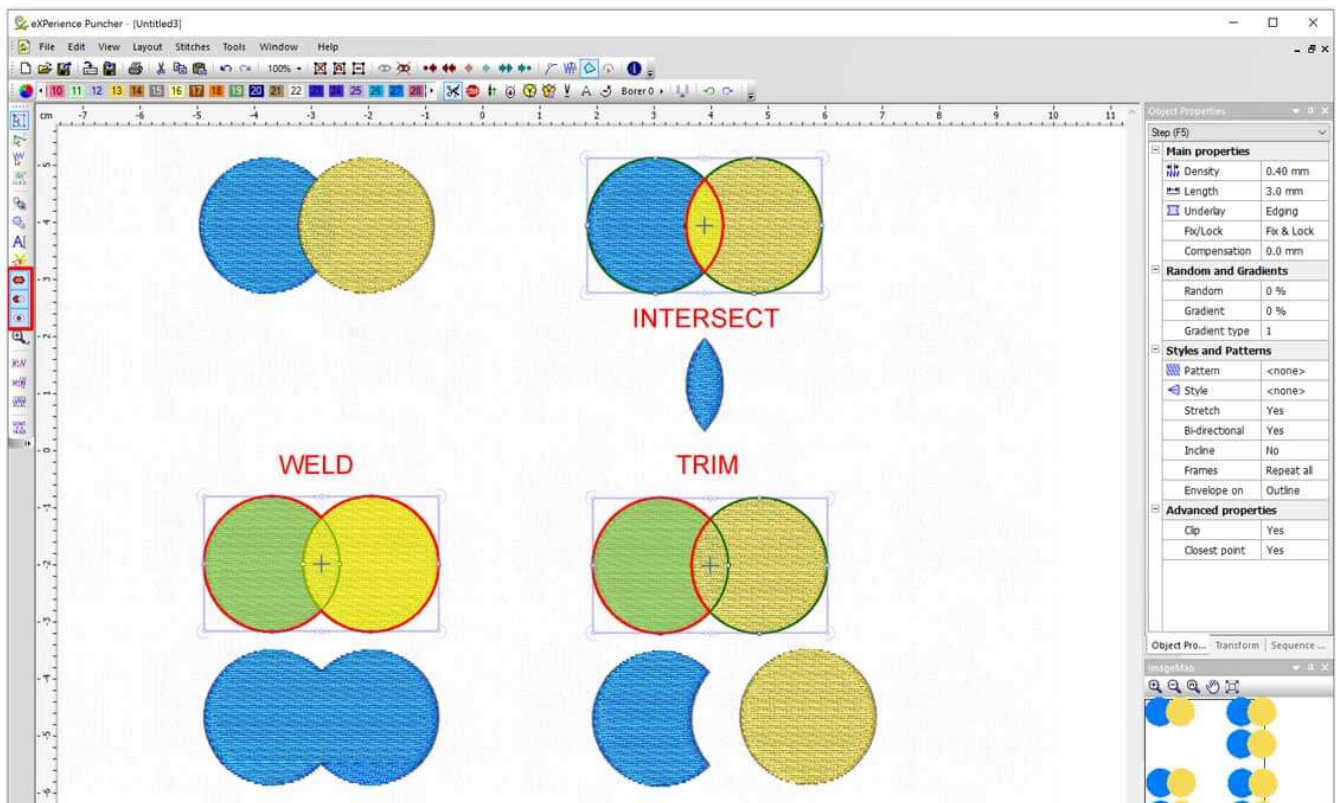 eXPerience Puncher - [Untitled3]
File Edit View Layout Stitches Tools Window Help
100%
10 11 12 13 14 15 16 17 18 19 20 21 22 23 24 25 26 27 28 Borer 0
cm -7 -6 -5 -4 -3 -2 -1 0 1 2 3 4 5 6 7 8 9 10 11
Object Properties
Step (F5)
Main properties
Density 0.40 mm
Length 3.0 mm
Underlay Edging
Fix/Lock Fix & Lock
Compensation 0.0 mm
Random and Gradients
Random 0 %
Gradient 0 %
Gradient type 1
Styles and Patterns
Pattern <none>
Style <none>
Stretch Yes
Bi-directional Yes
Incline No
Frames Repeat all
Envelope on Outline
Advanced properties
Clip Yes
Closest point Yes
INTERSECT
WELD
TRIM
Object Pro... Transform Sequence ...
ImageMap